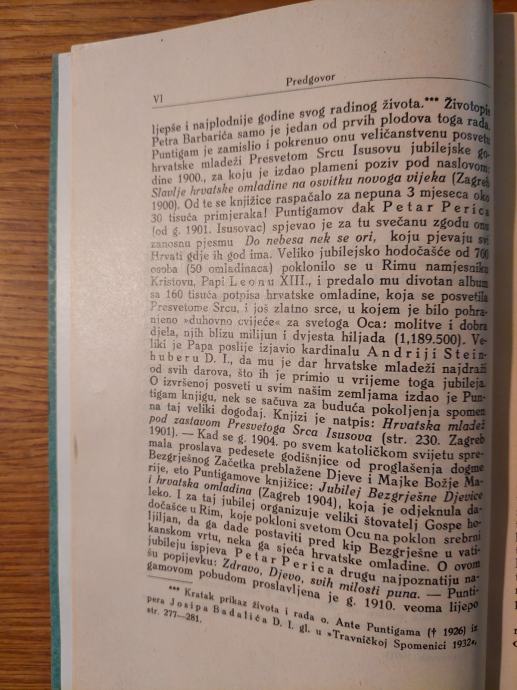 VI
Predgovor
ljepše i najplodnije godine svog radinog života.*** Životopis
Petra Barbarića samo je jedan od prvih plodova toga rada.
Puntigam je zamislio i pokrenuo onu veličanstvenu posvetu
hrvatske mladeži Presvetom Srcu Isusovu jubilejske go-
dine 1900., za koju je izdao plameni poziv pod naslovom:
Slavlje hrvatske omladine na osvitku novoga vijeka (Zagreb
1900). Od te se knjižice raspačalo za nepuna 3 mjeseca oko
30 tisuća primjeraka! Puntigamov đak Petar Perica
(od g. 1901. Isusovac) spjevao je za tu svečanu zgodu onu
zanosnu pjesmu Do nebesa nek se ori, koju pjevaju svi
Hrvati gdje ih god ima. Veliko jubilejsko hodočašće od 700
osoba (50 omladinaca) poklonilo se u Rimu namjesniku
Kristovu, Papi Leonu XIII., i predalo mu divotan album
sa 160 tisuća potpisa hrvatske omladine, koja se posvetila
Presvetome Srcu, i još zlatno srce, u kojem je bilo pohra-
njeno »duhovno cvijeće« za svetoga Oca: molitve i dobra
djela, njih blizu milijun i dvjesta hiljada (1,189.500). Ve-
liki je Papa poslije izjavio kardinalu Andriji Stein-
huberu D. I., da mu je dar hrvatske mladeži najdraži
od svih darova, što ih je primio u vrijeme toga jubileja.
O izvršenoj posveti u svim našim zemljama izdao je Pun-
tigam knjigu, nek se sačuva za buduća pokoljenja spomen
na taj veliki događaj. Knjizi je natpis: Hrvatska mladež
pod zastavom Presvetoga Srca Isusova (str. 230. Zagreb
1901). — Kad se g. 1904. po svem katoličkom svijetu spre-
mala proslava pedesete godišnjice od proglašenja dogme
Bezgrješnog Začetka preblažene Djeve i Majke Božje Ma-
rije, eto Puntigamove knjižice: Jubilej Bezgrješne Djevice
i hrvatska omladina (Zagreb 1904), koja je odjeknula da-
leko. I za taj jubilej organizuje veliki štovatelj Gospe ho-
dočašće u Rim, koje pokloni svetom Ocu na poklon srebrni
ljiljan, da ga dade postaviti pred kip Bezgrješne u vati-
kanskom vrtu, neka ga sjeća hrvatske omladine. O ovom
jubileju ispjeva Petar Perica drugu najpoznatiju na-
šu popijevku: Zdravo, Djevo, svih milosti puna. — Punti-
gamovom pobudom proslavljena je g. 1910. veoma lijepo
*** Kratak prikaz života i rada o. Ante Puntigama († 1926) iz
pera Josipa Badalića D. I. gl. u »Travničkoj Spomenici 1932«,
str. 277—281.